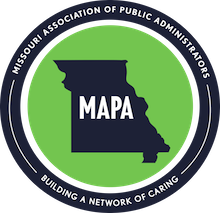 MISSOURI ASSOCIATION OF PUBLIC ADMINISTRATORS
MAPA
BUILDING A NETWORK OF CARING